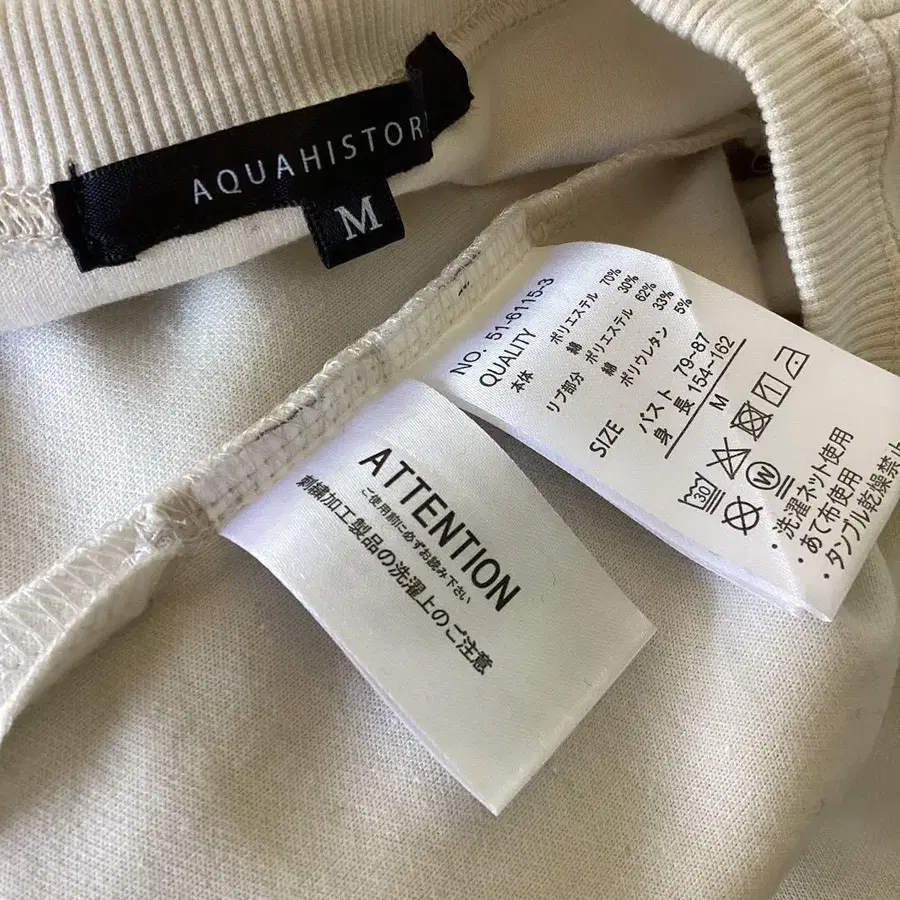 AQUAHISTOR
M
NO. 51-6115-3
QUALITY
本体 ポリエステル 70%
綿 30%
リブ部分 ポリエステル 62%
綿 33%
ポリウレタン 5%
SIZE
バスト 79~87
身長 154~162
M
30
W
・洗濯ネット使用
・あて布使用
・タンブル乾燥禁止
ATTENTION
ご使用前に必ずお読み下さい
刺繍加工製品の洗濯上のご注意